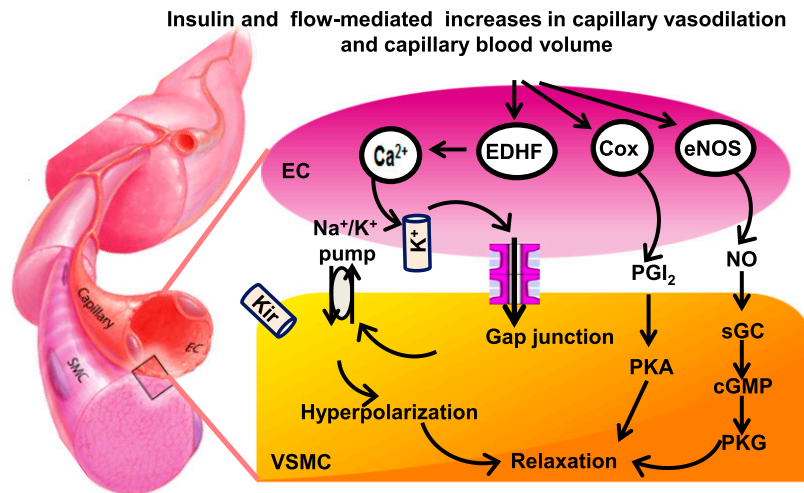 Insulin and flow-mediated increases in capillary vasodilation
and capillary blood volume
Ca²⁺
EDHF
Cox
eNOS
EC
Na⁺/K⁺
pump
K⁺
PGI₂
NO
Kir
Capillary
EC
SMC
Gap junction
sGC
PKA
cGMP
Hyperpolarization
PKG
VSMC
Relaxation